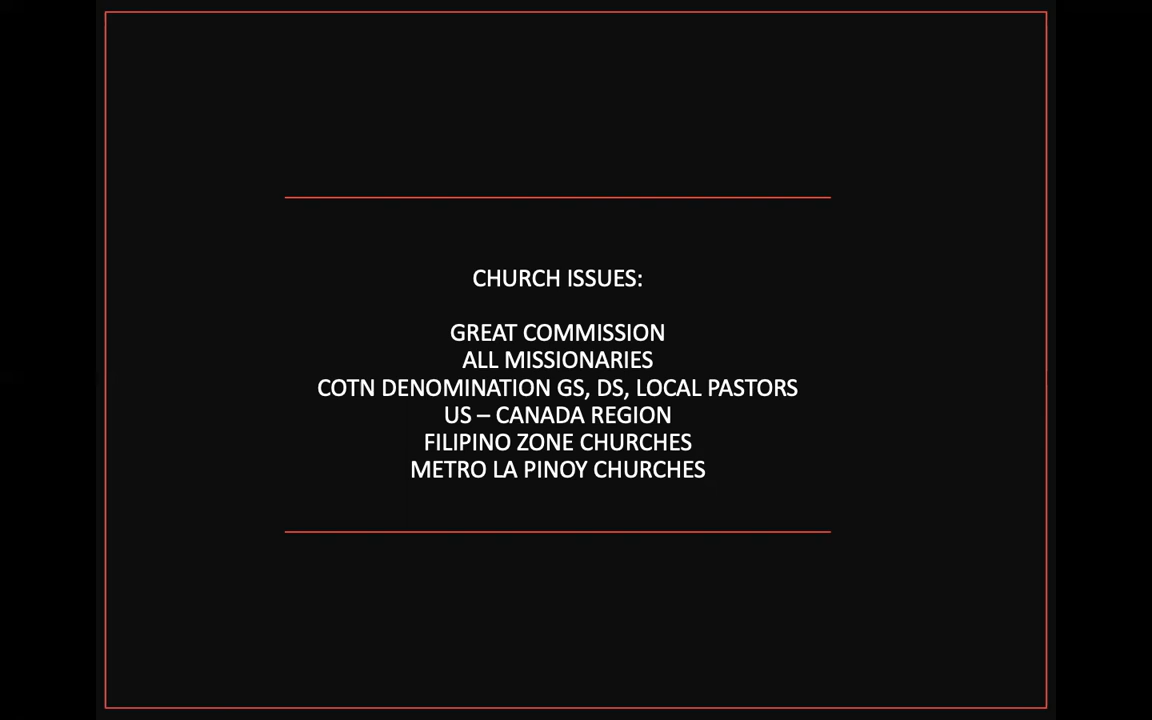 CHURCH ISSUES:
GREAT COMMISSION
ALL MISSIONARIES
COTN DENOMINATION GS, DS, LOCAL PASTORS
US – CANADA REGION
FILIPINO ZONE CHURCHES
METRO LA PINOY CHURCHES